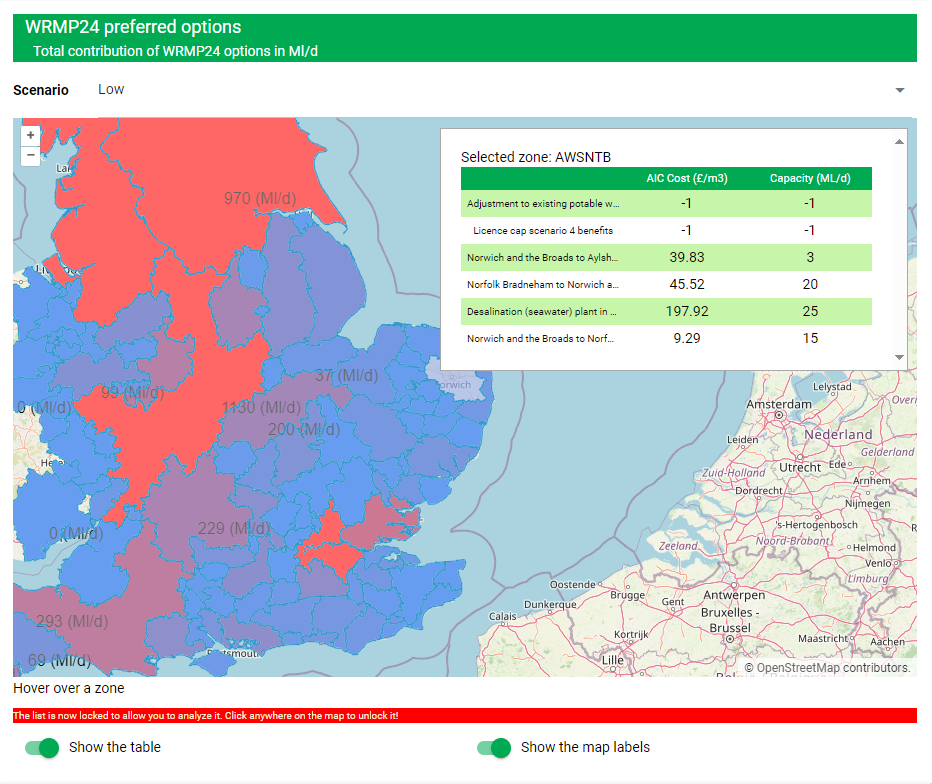 WRMP24 preferred options
Total contribution of WRMP24 options in Ml/d
Scenario Low
+
−
Selected zone: AWSNTB
AIC Cost (£/m3) Capacity (ML/d)
Adjustment to existing potable w... -1 -1
Licence cap scenario 4 benefits -1 -1
Norwich and the Broads to Aylsh... 39.83 3
Norfolk Bradneham to Norwich a... 45.52 20
Desalination (seawater) plant in ... 197.92 25
Norwich and the Broads to Norf... 9.29 15
970 (Ml/d)
37 (Ml/d)
99 (Ml/d)
0 (Ml/d)
1130 (Ml/d)
200 (Ml/d)
229 (Ml/d)
0 (Ml/d)
293 (Ml/d)
69 (Ml/d)
Lelystad
Amsterdam
Leiden
Nederland
Gelderland
Utrecht
Ede
Zuid-Holland
Arnhem
Dordrecht
Nijmegen
's-Hertogenbosch
Noord-Brabant
Zeeland
Helmond
Venlo
Limburg
Oostende
Brugge
Antwerpen
Gent
Dunkerque
Calais
Bruxelles -
Brussel
Kortrijk
Maastricht
Aachen
Lille
© OpenStreetMap contributors.
Hover over a zone
The list is now locked to allow you to analyze it. Click anywhere on the map to unlock it!
Show the table Show the map labels